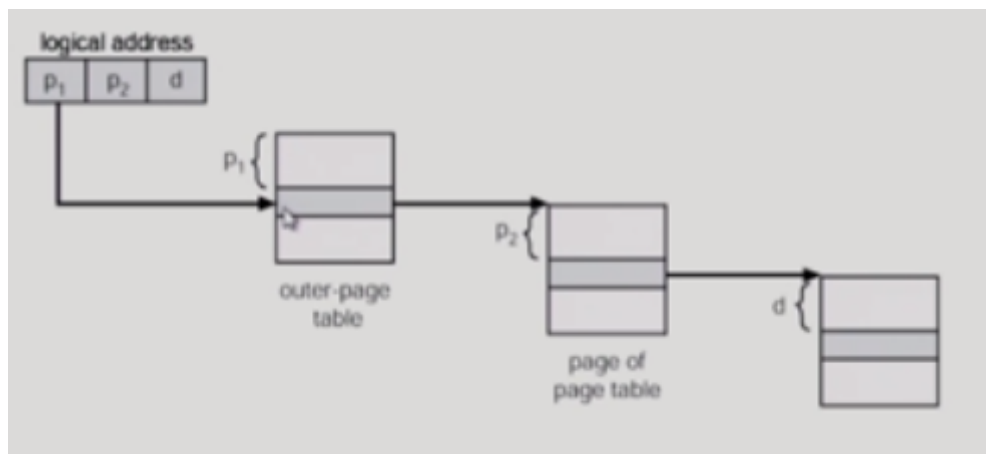 logical address
p₁ p₂ d
p₁
outer-page
table
p₂
page of
page table
d